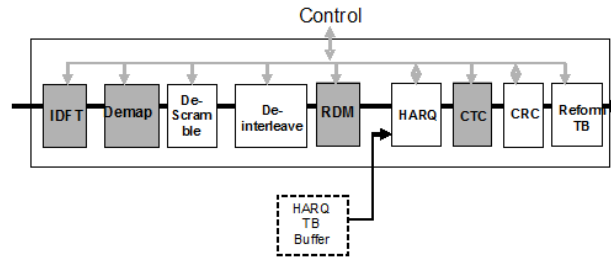 Control
IDFT
Demap
De-
Scram
ble
De-
interleave
RDM
HARQ
CTC
CRC
Reform
TB
HARQ
TB
Buffer